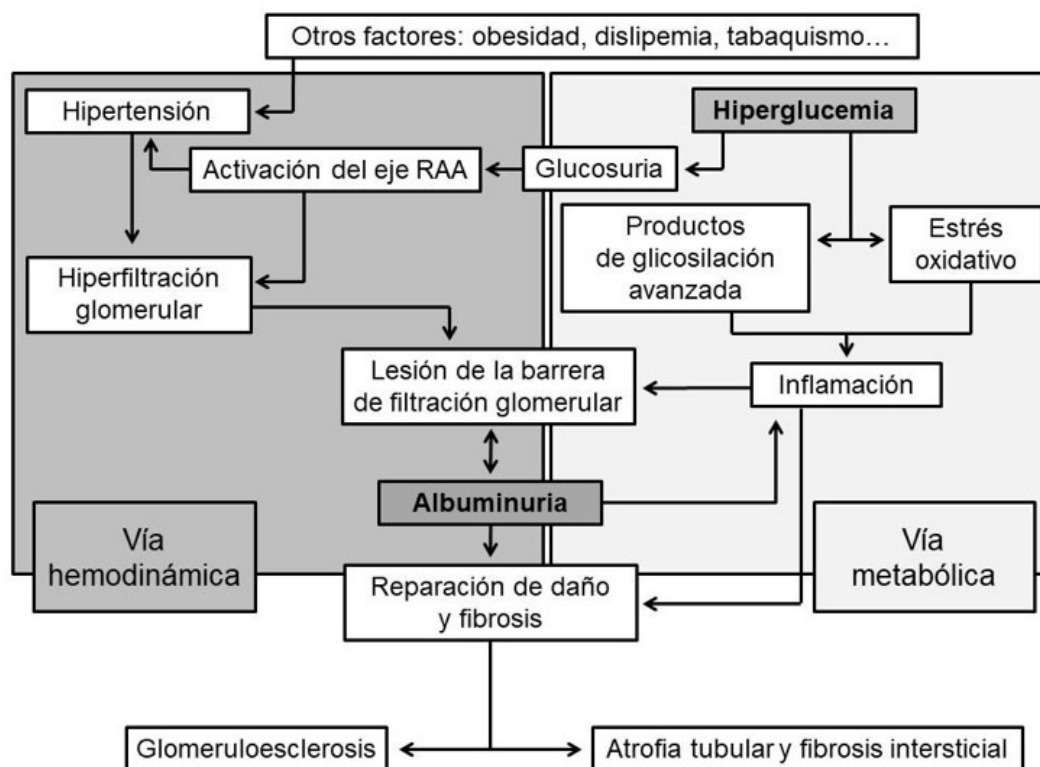 Otros factores: obesidad, dislipemia, tabaquismo…
Hipertensión
Hiperglucemia
Activación del eje RAA
Glucosuria
Productos
de glicosilación
avanzada
Estrés
oxidativo
Hiperfiltración
glomerular
Lesión de la barrera
de filtración glomerular
Inflamación
Albuminuria
Vía
hemodinámica
Vía
metabólica
Reparación de daño
y fibrosis
Glomeruloesclerosis
Atrofia tubular y fibrosis intersticial